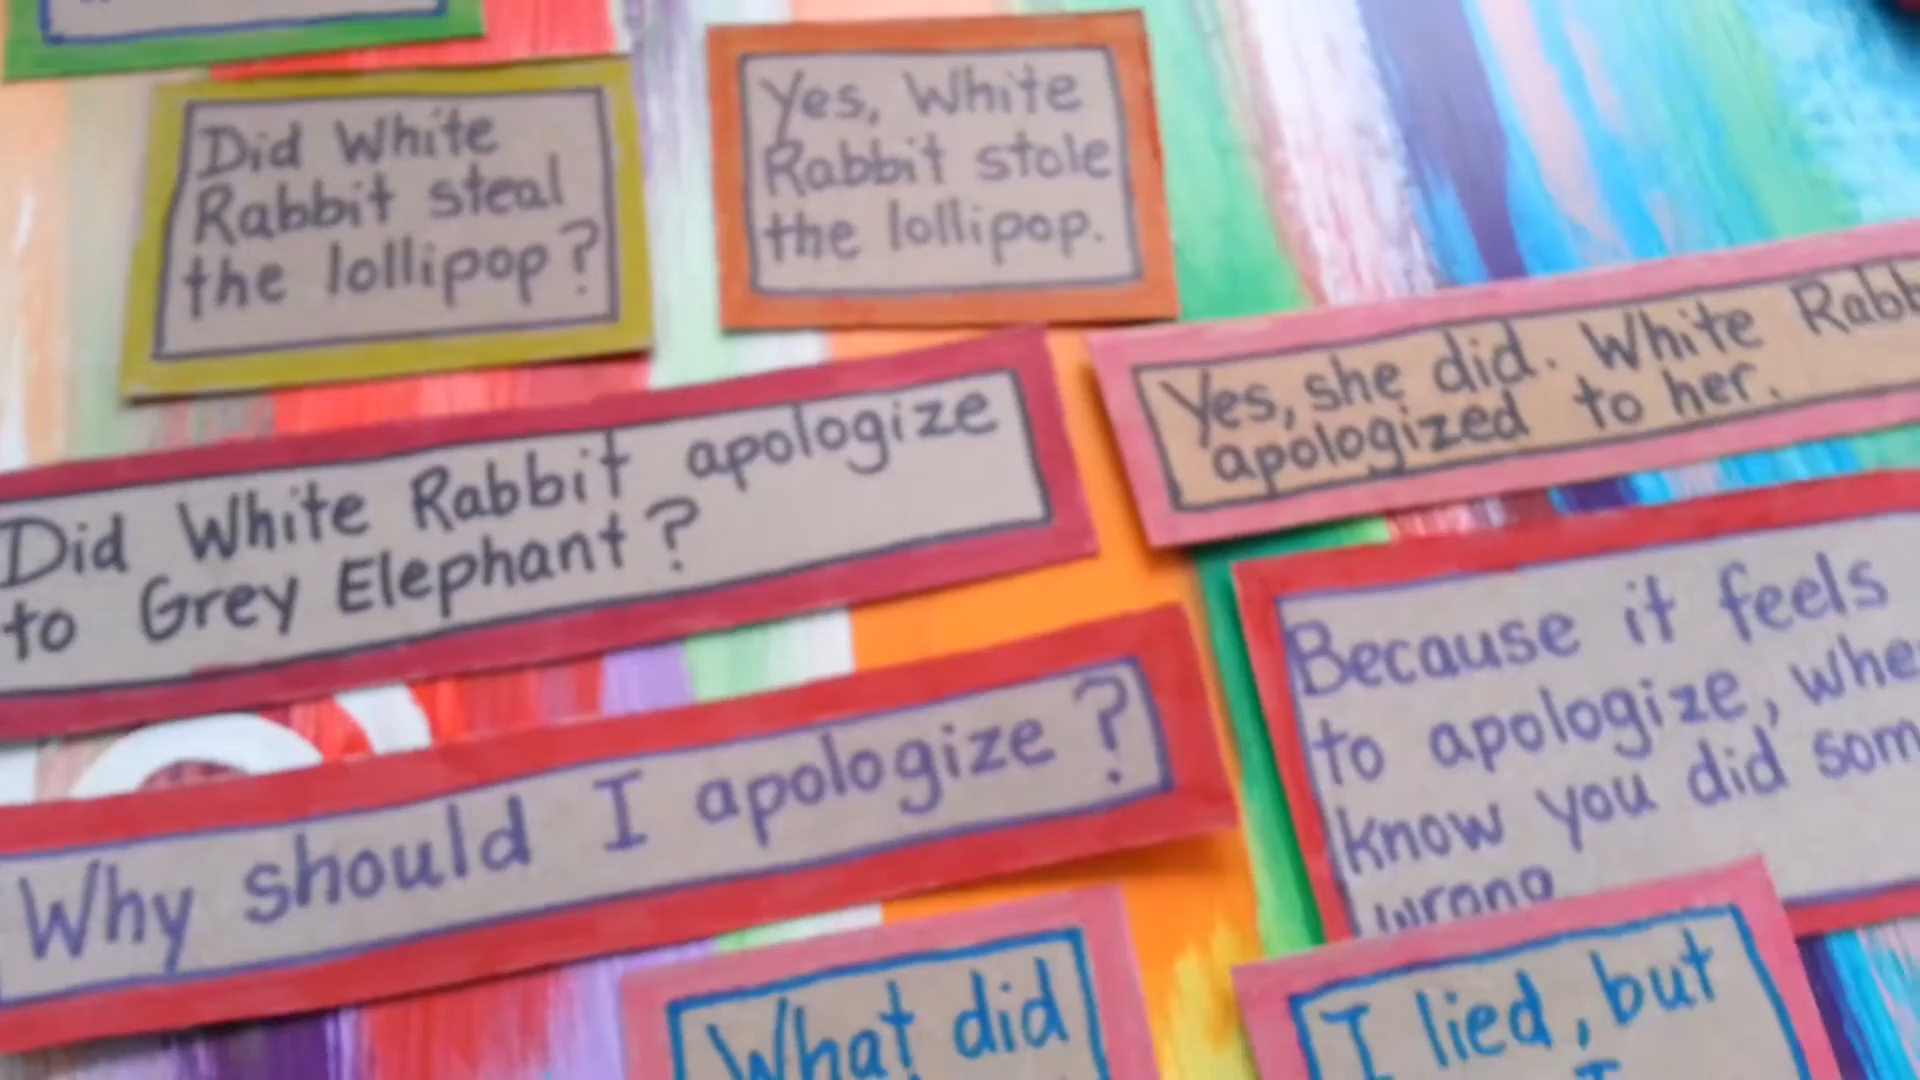 Did White
Rabbit steal
the lollipop?
Yes, White
Rabbit stole
the lollipop.
Did White Rabbit apologize
to Grey Elephant?
Yes, she did. White
apologized to her.
Why should I apologize?
Because it feels
to apologize,
know you did
wrong
What did
I lied, but
I